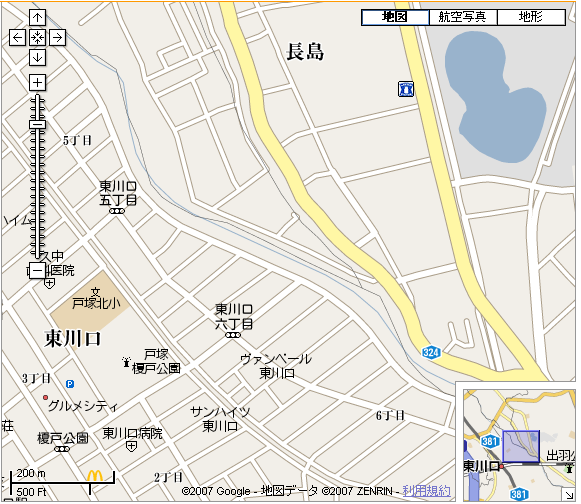 地図
航空写真
地形
長島
5丁目
東川口
五丁目
ハイム
久中
医院
戸塚北小
東川口
六丁目
東川口
戸塚
榎戸公園
324
ヴァンベール
東川口
3丁目
P
グルメシティ
サンハイツ
東川口
6丁目
荘
榎戸公園
東川口病院
2丁目
381
381
東川口
出羽公
200 m
500 Ft
©2007 Google - 地図データ ©2007 ZENRIN - 利用規約